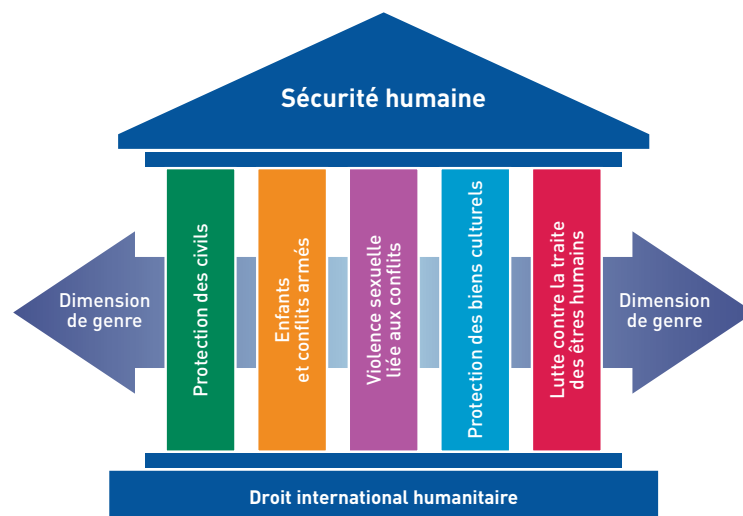 Sécurité humaine
Dimension
de genre
Protection des civils
Enfants
et conflits armés
Violence sexuelle
liée aux conflits
Protection des biens culturels
Lutte contre la traite
des êtres humains
Dimension
de genre
Droit international humanitaire